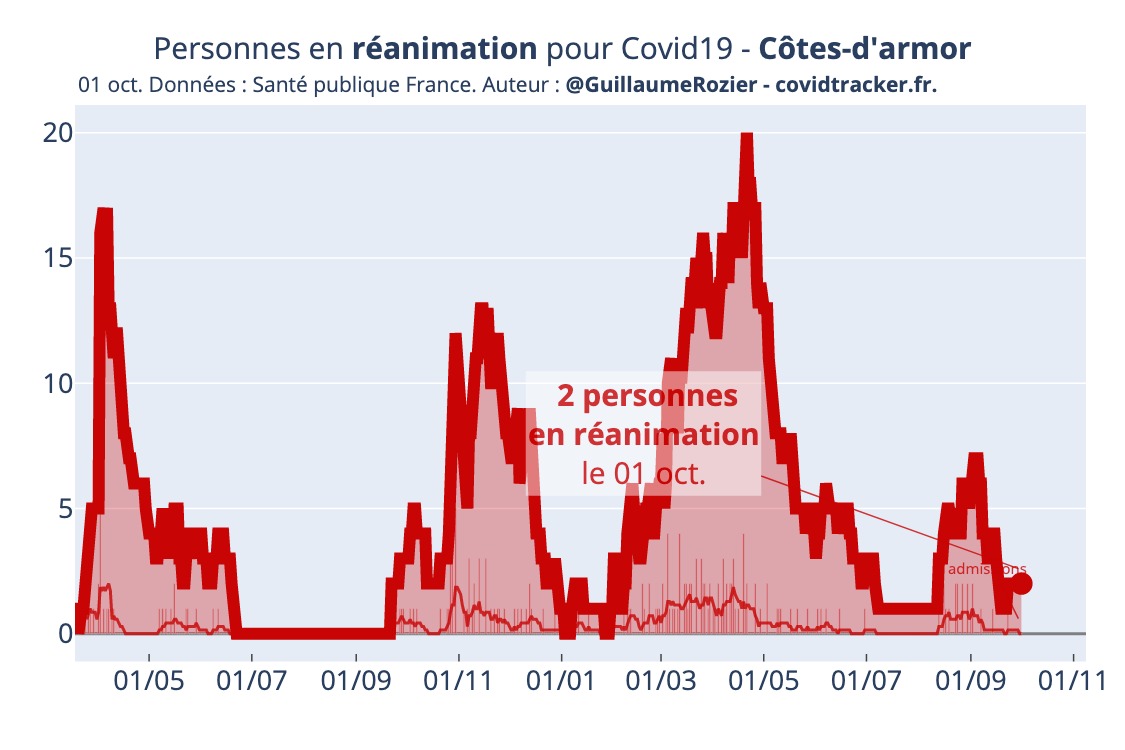 Personnes en réanimation pour Covid19 - Côtes-d'armor
01 oct. Données : Santé publique France. Auteur : @GuillaumeRozier - covidtracker.fr.
20
15
10
5
0
2 personnes
en réanimation
le 01 oct.
admissions
01/05 01/07 01/09 01/11 01/01 01/03 01/05 01/07 01/09 01/11